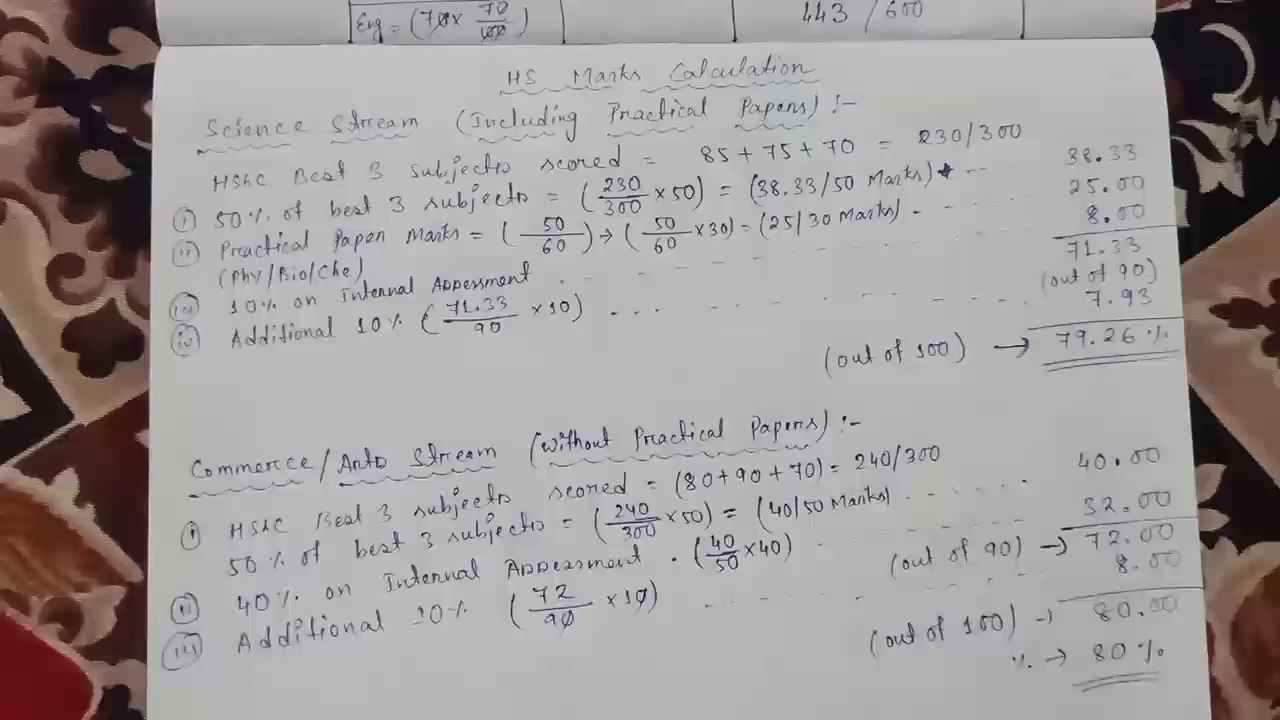 Eng = (70 x 70/100)
443 / 600
HS Marks Calculation
Science Stream (Including Practical Papers) :-
HSLC Best 3 subjects scored = 85 + 75 + 70 = 230/300
(i) 50% of best 3 subjects = (230/300 x 50) = (38.33/50 Marks) 38.33
(ii) Practical Paper Marks = (50/60) → (50/60 x 30) = (25/30 Marks) 25.00
(Phy/Bio/Che)
(iii) 10% on Internal Assessment 8.00
71.33
(out of 90)
(iv) Additional 10% (71.33/90 x 10) 7.93
(out of 100) → 79.26 %
Commerce/Arts Stream (Without Practical Papers) :-
(i) HSLC Best 3 subjects scored = (80+90+70) = 240/300
50% of best 3 subjects = (240/300 x 50) = (40/50 Marks) 40.00
(ii) 40% on Internal Assessment . (40/50 x 40) 32.00
(out of 90) → 72.00
(iii) Additional 10% (72/90 x 10) 8.00
(out of 100) → 80.00
% → 80 %